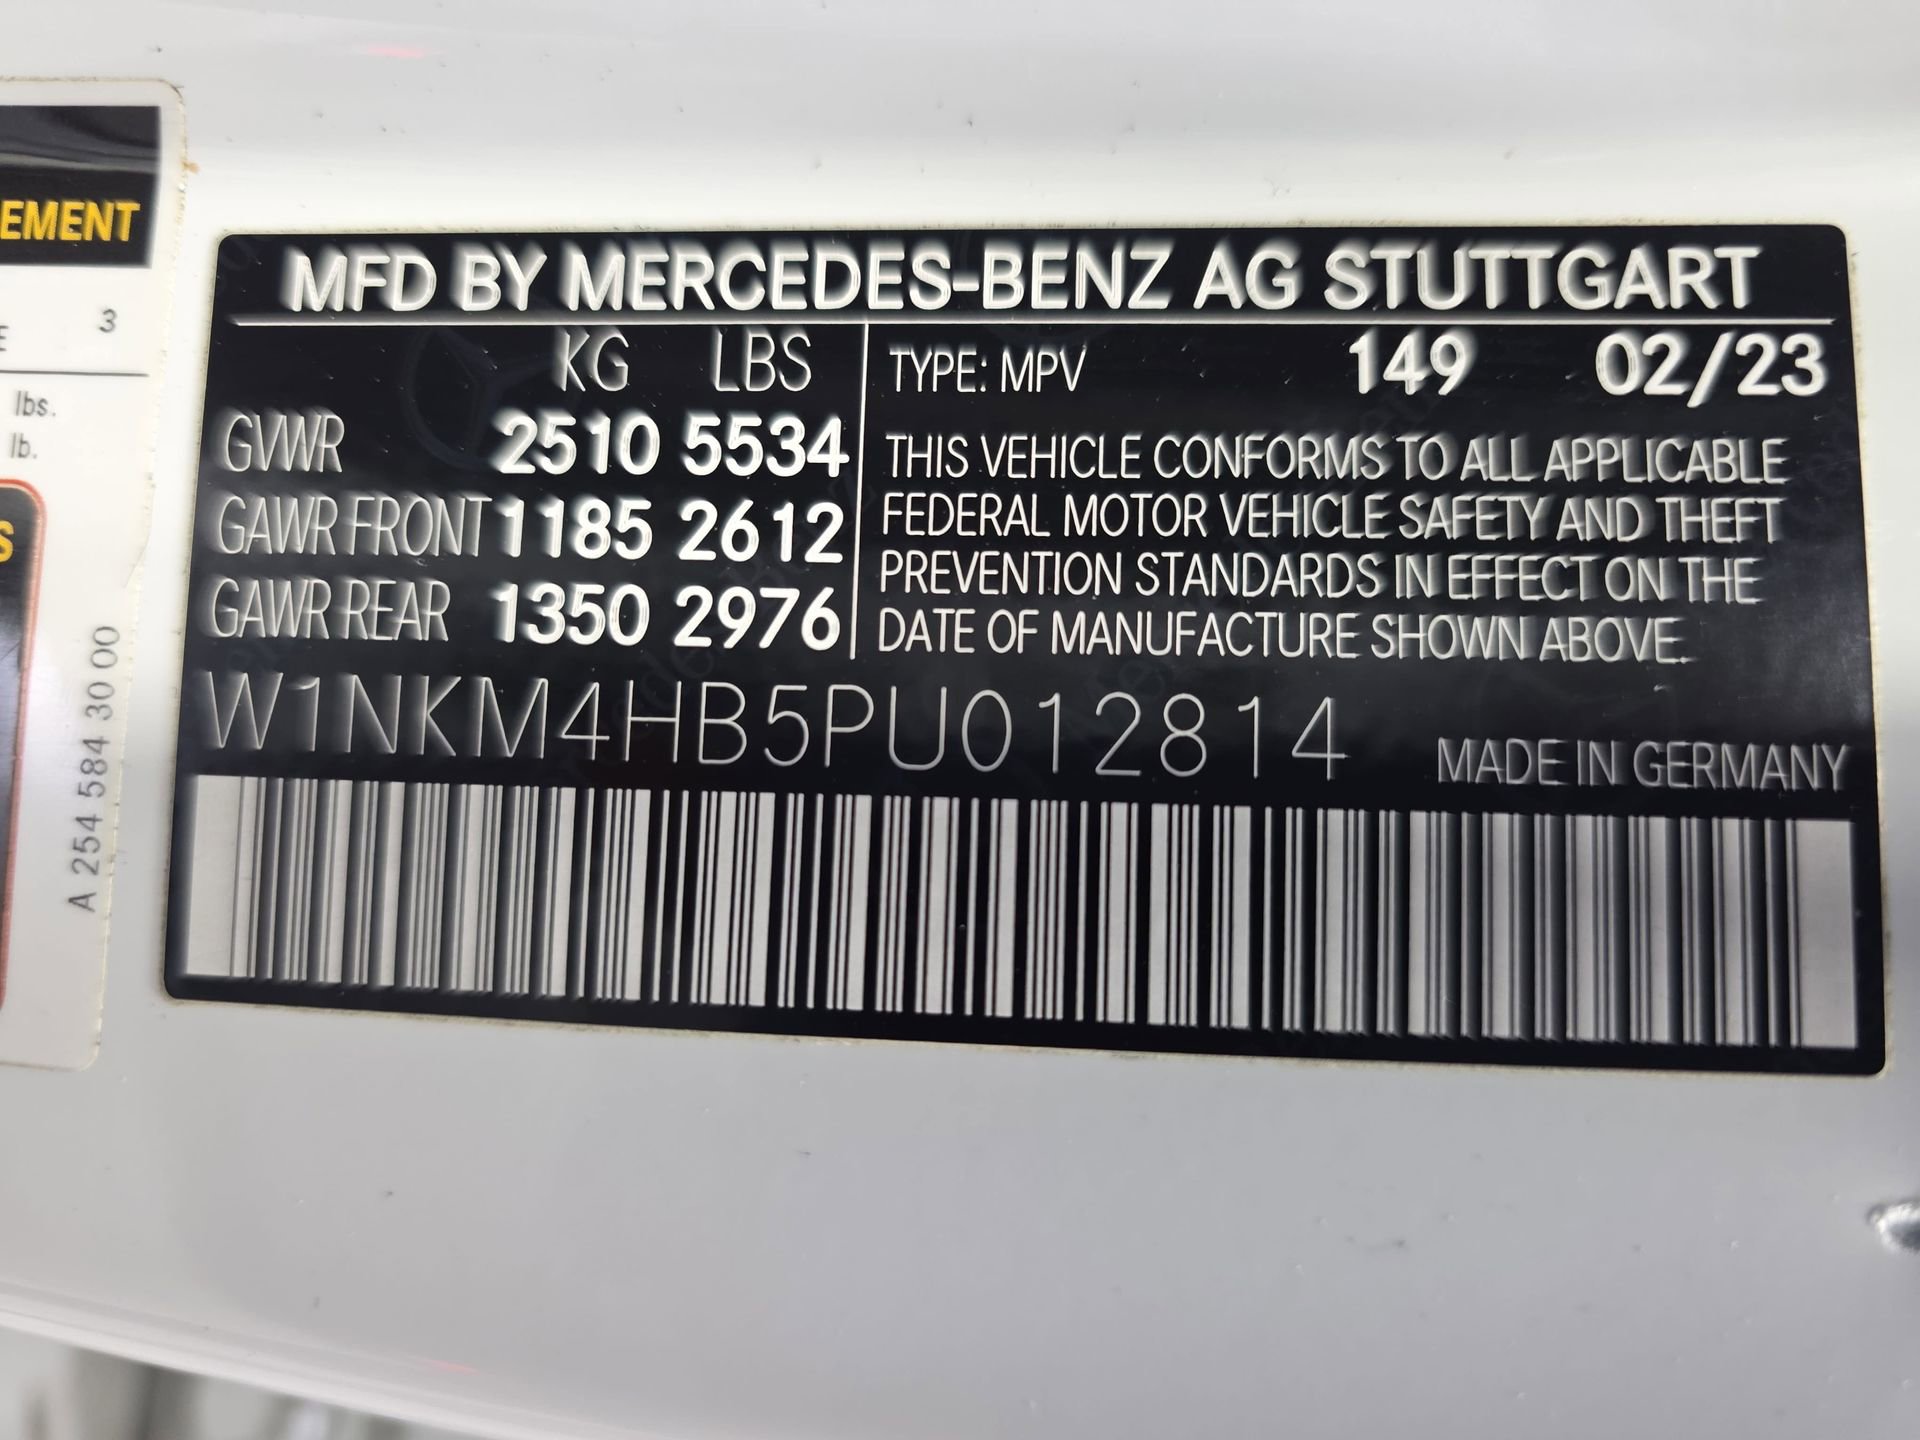 EMENT
E 3
lbs.
lb.
S
A 254 584 30 00
MFD BY MERCEDES-BENZ AG STUTTGART
KG LBS
GVWR 2510 5534
GAWR FRONT 1185 2612
GAWR REAR 1350 2976
TYPE: MPV 149 02/23
THIS VEHICLE CONFORMS TO ALL APPLICABLE
FEDERAL MOTOR VEHICLE SAFETY AND THEFT
PREVENTION STANDARDS IN EFFECT ON THE
DATE OF MANUFACTURE SHOWN ABOVE.
W1NKM4HB5PU012814 MADE IN GERMANY